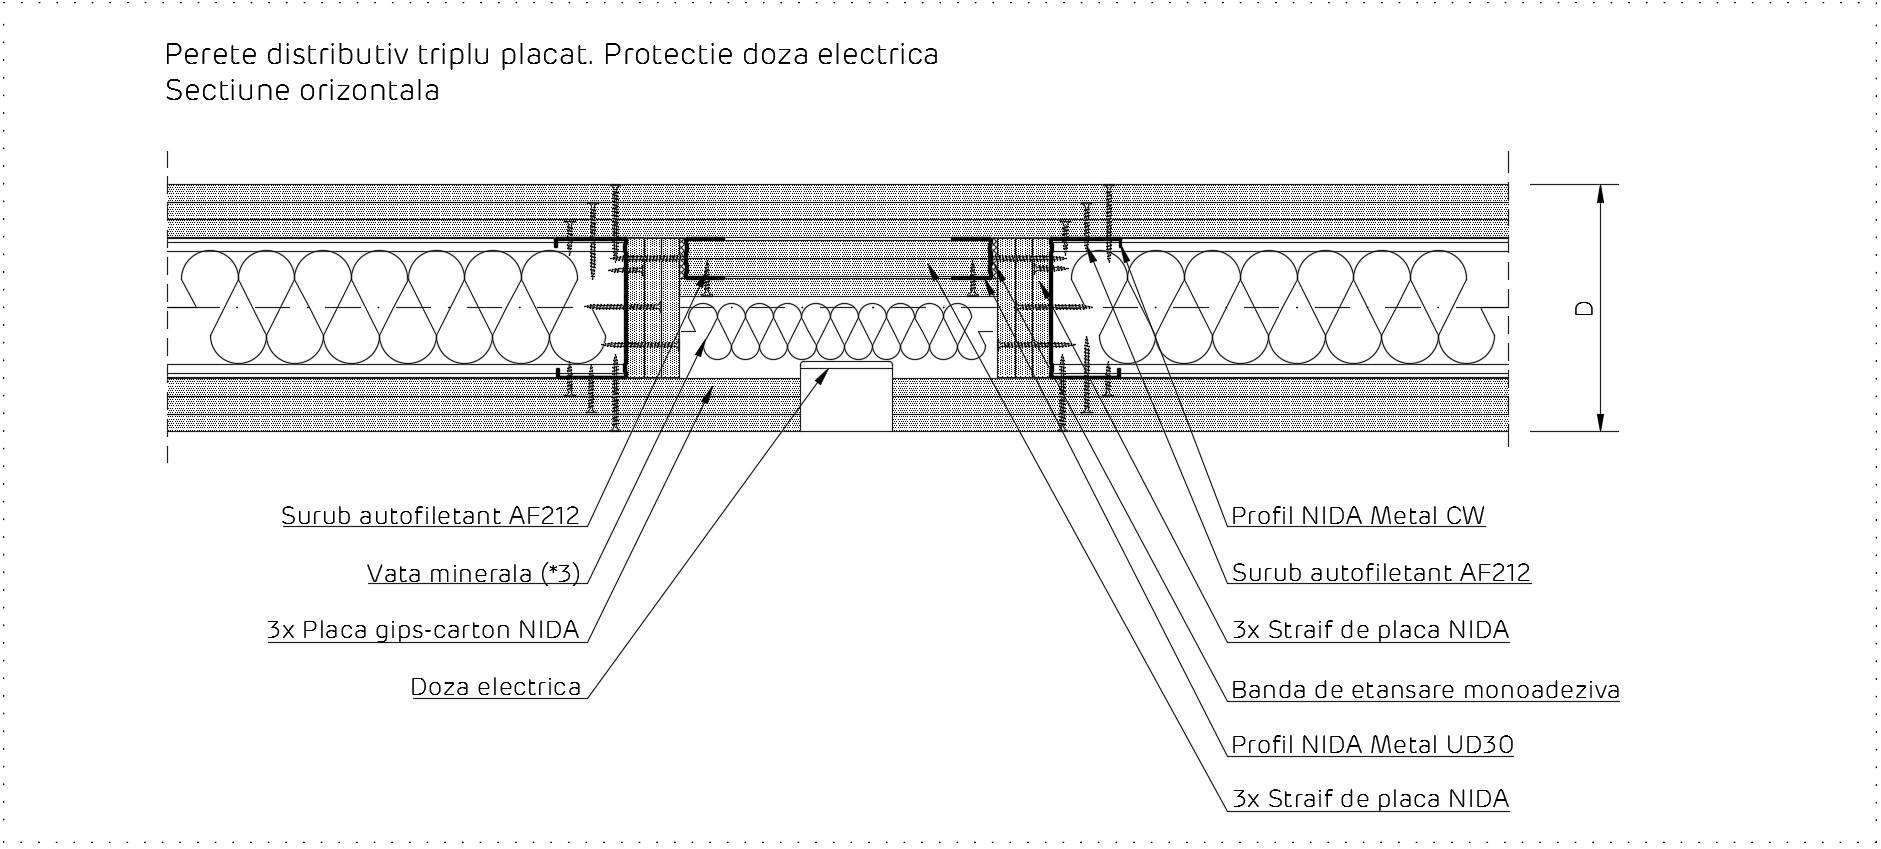 Perete distributiv triplu placat. Protectie doza electrica
Sectiune orizontala
D
Surub autofiletant AF212
Vata minerala (*3)
3x Placa gips-carton NIDA
Doza electrica
Profil NIDA Metal CW
Surub autofiletant AF212
3x Straif de placa NIDA
Banda de etansare monoadeziva
Profil NIDA Metal UD30
3x Straif de placa NIDA